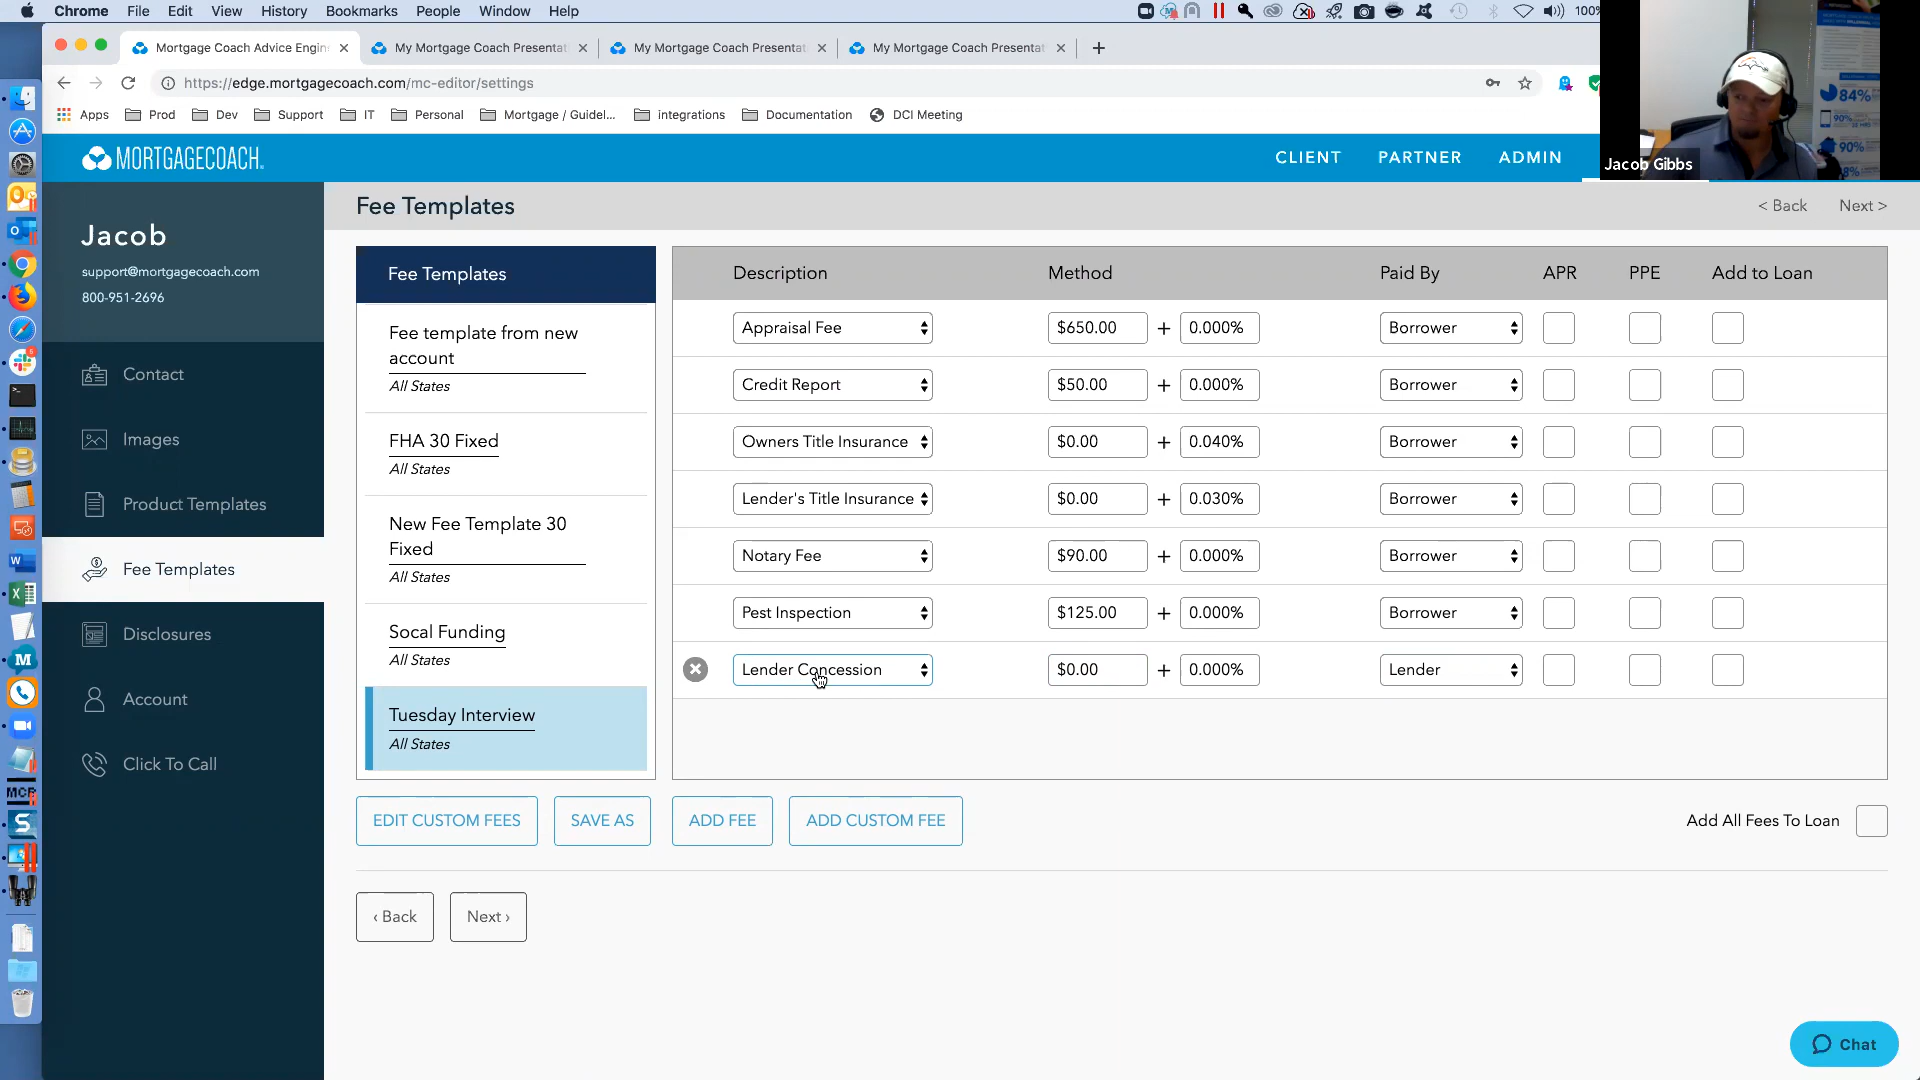 Chrome File Edit View History Bookmarks People Window Help
100%
Mortgage Coach Advice Engin
My Mortgage Coach Presentat
My Mortgage Coach Presentat
My Mortgage Coach Presentat
https://edge.mortgagecoach.com/mc-editor/settings
Apps Prod Dev Support IT Personal Mortgage / Guidel... integrations Documentation DCI Meeting
84%
90%
90%
Jacob Gibbs
MORTGAGECOACH.
CLIENT PARTNER ADMIN
Jacob
support@mortgagecoach.com
800-951-2696
Contact
Images
Product Templates
Fee Templates
Disclosures
Account
Click To Call
Fee Templates
< Back Next >
Fee Templates
Fee template from new
account
All States
FHA 30 Fixed
All States
New Fee Template 30
Fixed
All States
Socal Funding
All States
Tuesday Interview
All States
Description Method Paid By APR PPE Add to Loan
Appraisal Fee $650.00 + 0.000% Borrower
Credit Report $50.00 + 0.000% Borrower
Owners Title Insurance $0.00 + 0.040% Borrower
Lender's Title Insurance $0.00 + 0.030% Borrower
Notary Fee $90.00 + 0.000% Borrower
Pest Inspection $125.00 + 0.000% Borrower
Lender Concession $0.00 + 0.000% Lender
EDIT CUSTOM FEES SAVE AS ADD FEE ADD CUSTOM FEE Add All Fees To Loan
‹ Back Next ›
Chat